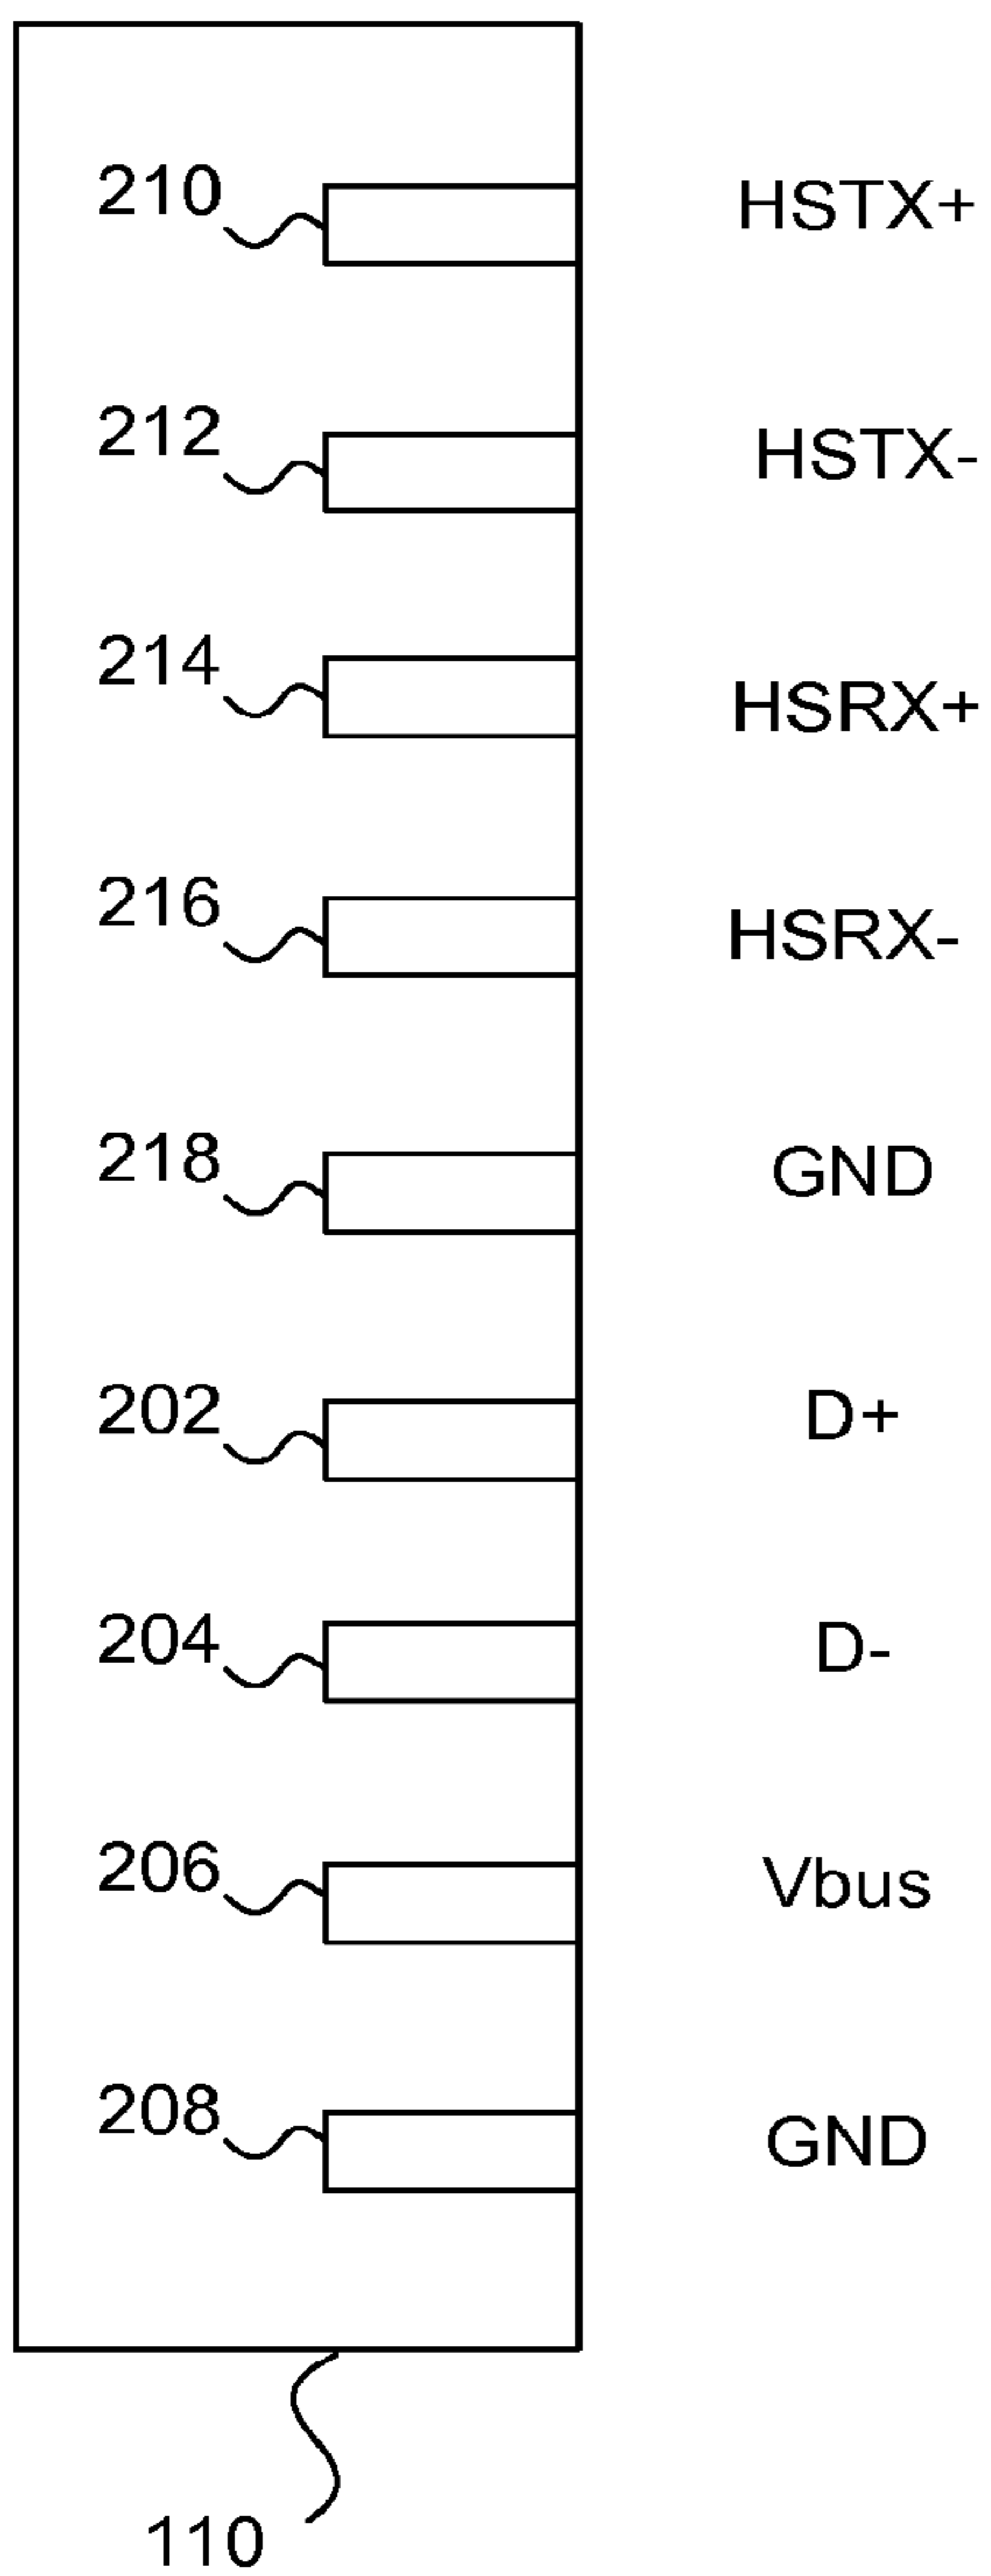 210 HSTX+
212 HSTX-
214 HSRX+
216 HSRX-
218 GND
202 D+
204 D-
206 Vbus
208 GND
110